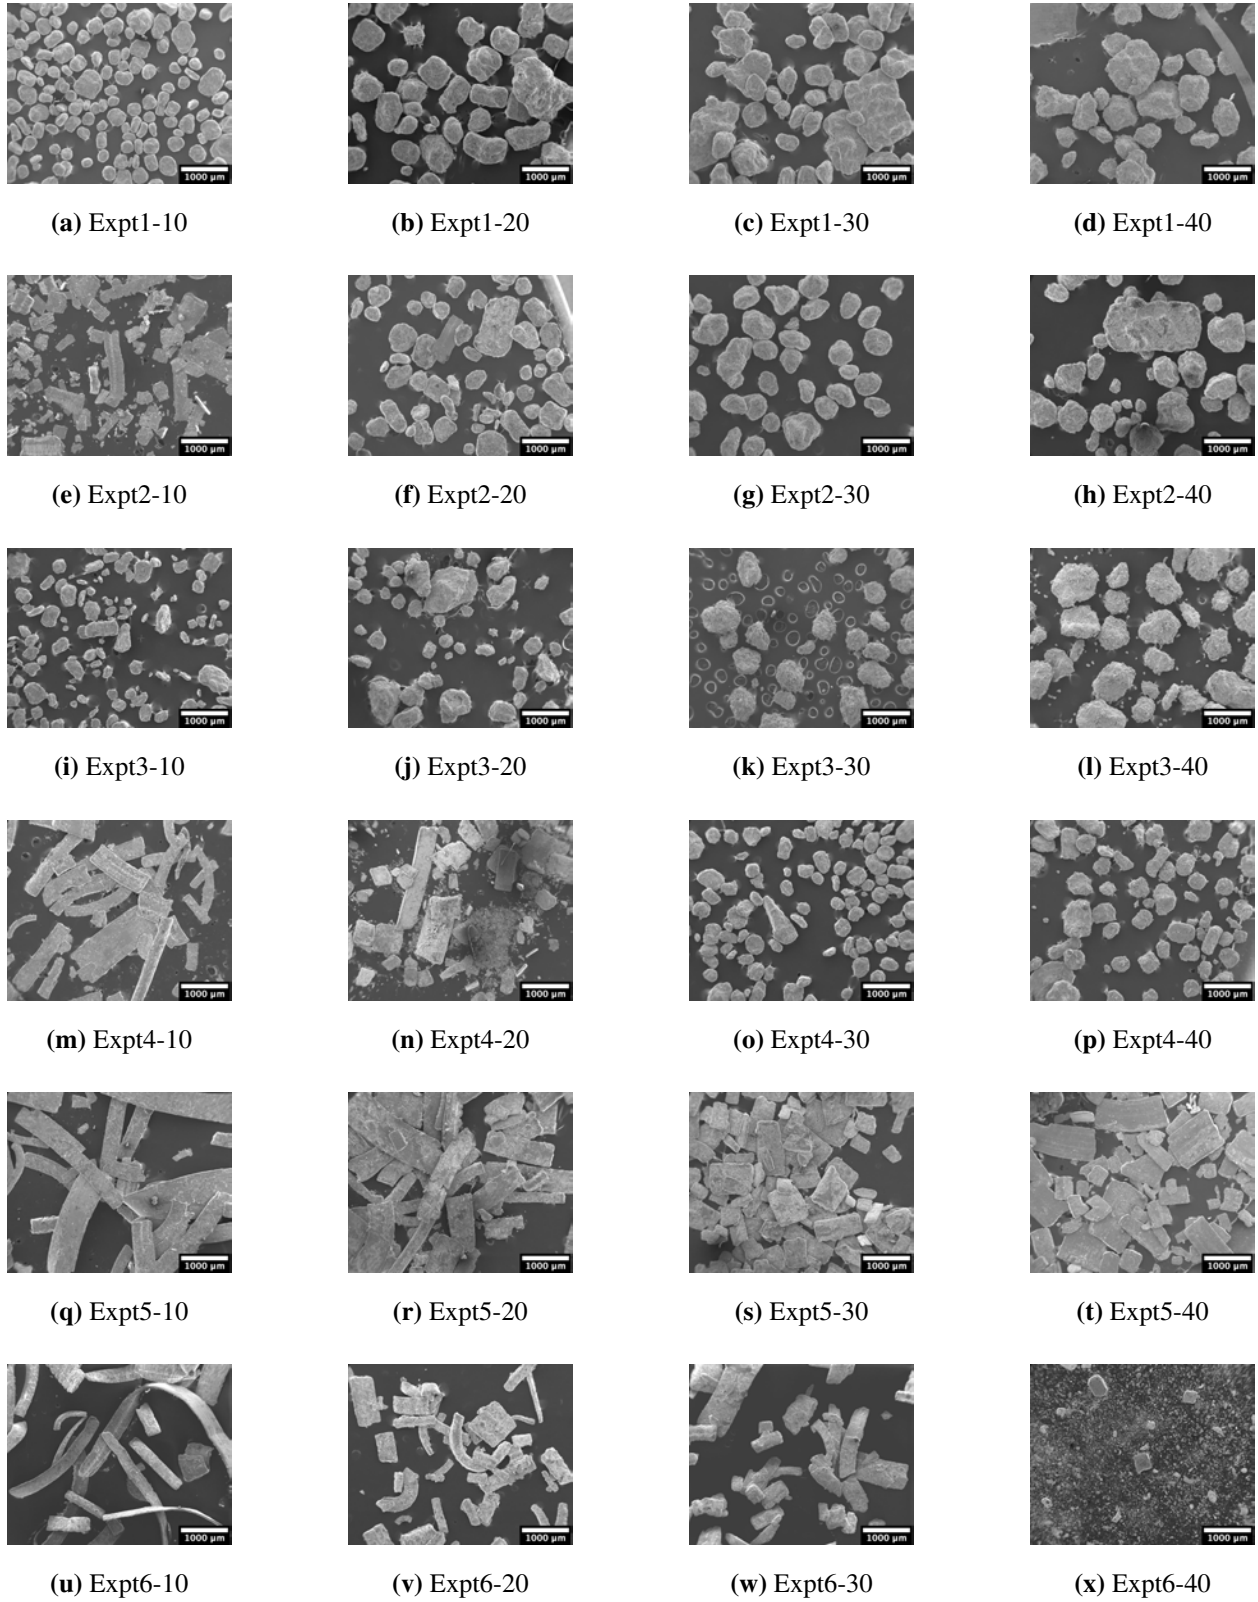 1000 µm 1000 µm 1000 µm 1000 µm
(a) Expt1-10 (b) Expt1-20 (c) Expt1-30 (d) Expt1-40
1000 µm 1000 µm 1000 µm 1000 µm
(e) Expt2-10 (f) Expt2-20 (g) Expt2-30 (h) Expt2-40
1000 µm 1000 µm 1000 µm 1000 µm
(i) Expt3-10 (j) Expt3-20 (k) Expt3-30 (l) Expt3-40
1000 µm 1000 µm 1000 µm 1000 µm
(m) Expt4-10 (n) Expt4-20 (o) Expt4-30 (p) Expt4-40
1000 µm 1000 µm 1000 µm 1000 µm
(q) Expt5-10 (r) Expt5-20 (s) Expt5-30 (t) Expt5-40
1000 µm 1000 µm 1000 µm 1000 µm
(u) Expt6-10 (v) Expt6-20 (w) Expt6-30 (x) Expt6-40